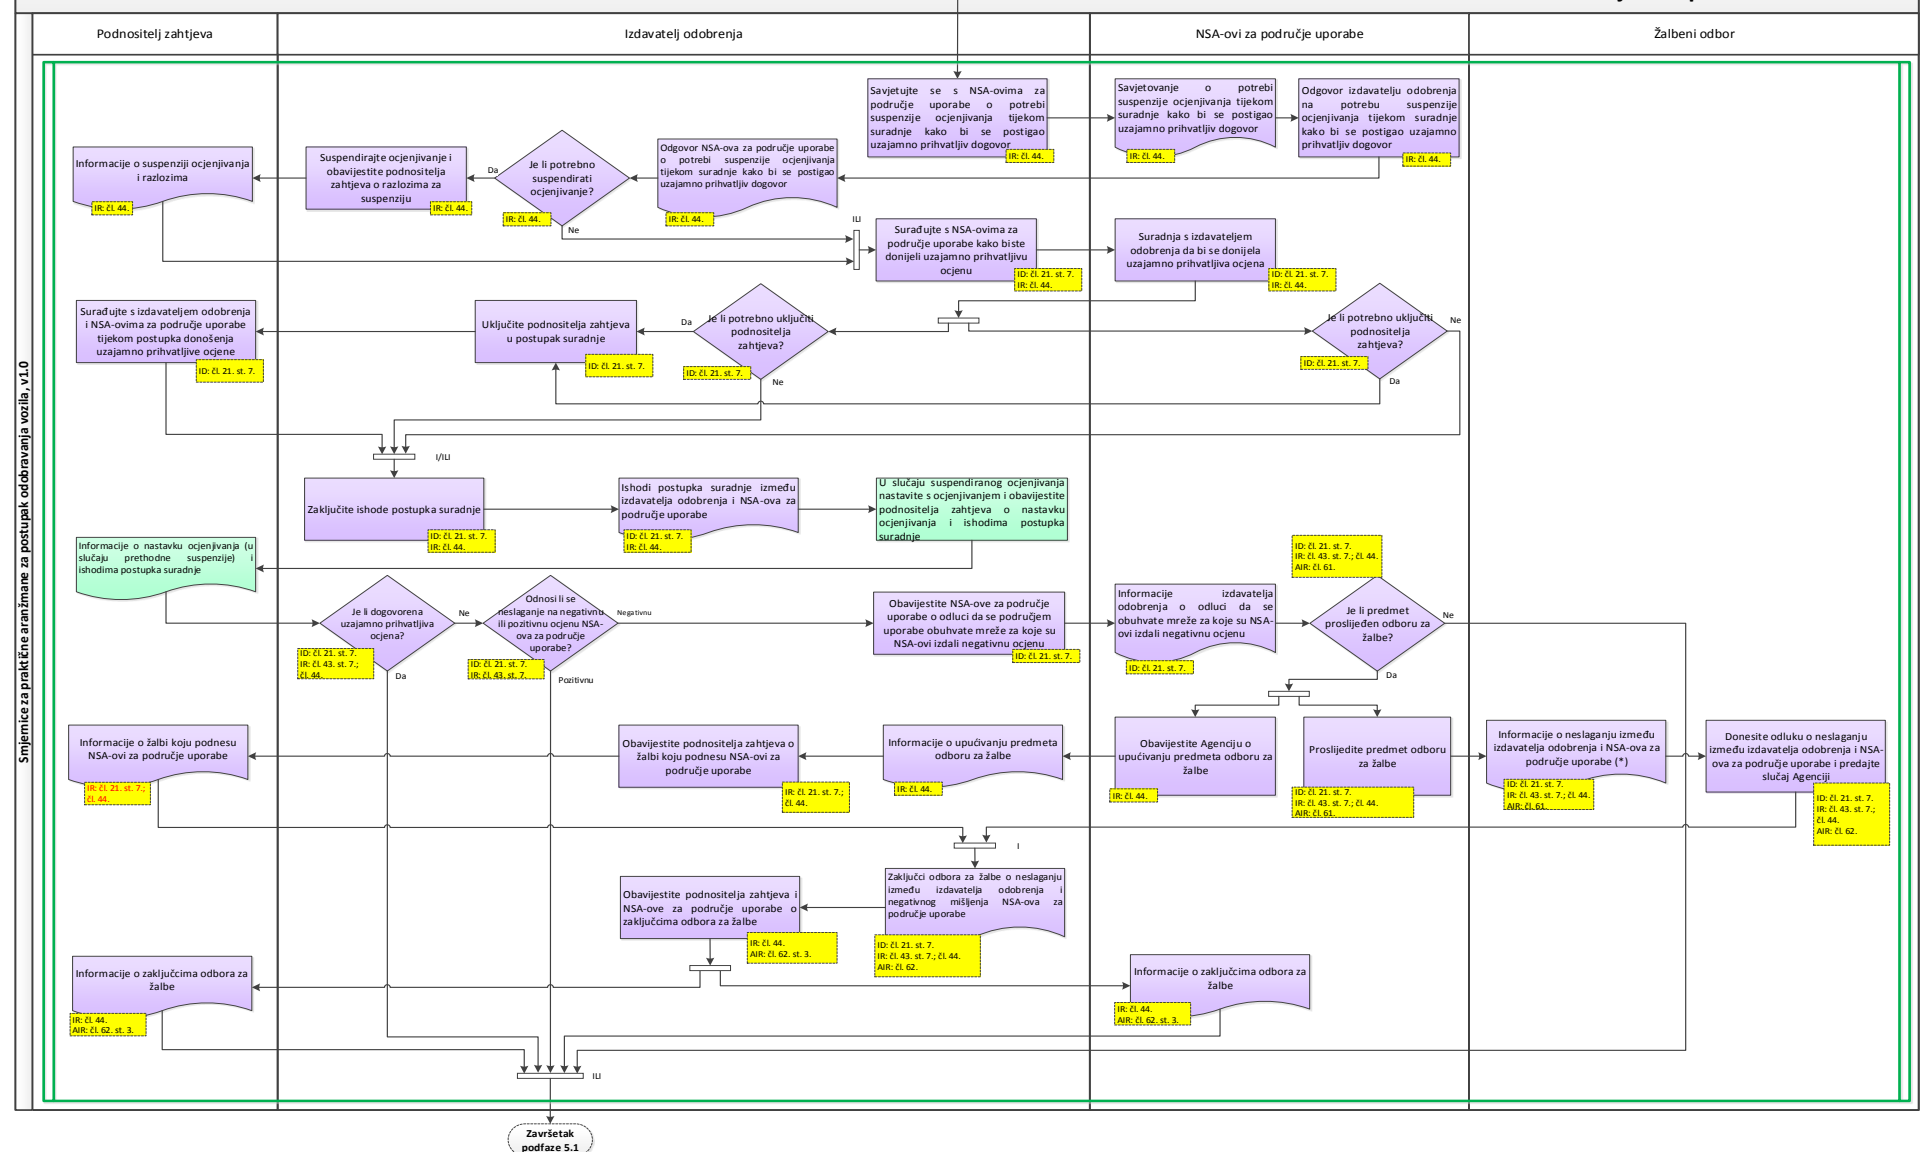 Podnositelj zahtjeva
Izdavatelj odobrenja
NSA-ovi za područje uporabe
Žalbeni odbor
Smjernice za praktične aranžmane za postupak odobravanja vozila, v1.0
Savjetujte se s NSA-ovima za
područje uporabe o potrebi
suspenzije ocjenjivanja tijekom
suradnje kako bi se postigao
uzajamno prihvatljiv dogovor
IR: čl. 44.
Savjetovanje o potrebi
suspenzije ocjenjivanja tijekom
suradnje kako bi se postigao
uzajamno prihvatljiv dogovor
IR: čl. 44.
Odgovor izdavatelju odobrenja
na potrebu suspenzije
ocjenjivanja tijekom suradnje
kako bi se postigao uzajamno
prihvatljiv dogovor
IR: čl. 44.
Informacije o suspenziji ocjenjivanja
i razlozima
IR: čl. 44.
Suspendirajte ocjenjivanje i
obavijestite podnositelja
zahtjeva o razlozima za
suspenziju
IR: čl. 44.
Da
Je li potrebno
suspendirati
ocjenjivanje?
IR: čl. 44.
Ne
Odgovor NSA-ova za područje uporabe
o potrebi suspenzije ocjenjivanja
tijekom suradnje kako bi se postigao
uzajamno prihvatljiv dogovor
IR: čl. 44.
ILI
Surađujte s NSA-ovima za
područje uporabe kako biste
donijeli uzajamno prihvatljivu
ocjenu
ID: čl. 21. st. 7.
IR: čl. 44.
Suradnja s izdavateljem
odobrenja da bi se donijela
uzajamno prihvatljiva ocjena
ID: čl. 21. st. 7.
IR: čl. 44.
Surađujte s izdavateljem odobrenja
i NSA-ovima za područje uporabe
tijekom postupka donošenja
uzajamno prihvatljive ocjene
ID: čl. 21. st. 7.
Uključite podnositelja zahtjeva
u postupak suradnje
ID: čl. 21. st. 7.
Da
Je li potrebno uključiti
podnositelja
zahtjeva?
ID: čl. 21. st. 7.
Ne
Je li potrebno uključiti
podnositelja
zahtjeva?
ID: čl. 21. st. 7.
Ne
Da
I/ILI
Zaključite ishode postupka suradnje
ID: čl. 21. st. 7.
IR: čl. 44.
Ishodi postupka suradnje između
izdavatelja odobrenja i NSA-ova za
područje uporabe
ID: čl. 21. st. 7.
IR: čl. 44.
U slučaju suspendiranog ocjenjivanja
nastavite s ocjenjivanjem i obavijestite
podnositelja zahtjeva o nastavku
ocjenjivanja i ishodima postupka
suradnje
Informacije o nastavku ocjenjivanja (u
slučaju prethodne suspenzije) i
ishodima postupka suradnje
Je li dogovorena
uzajamno prihvatljiva
ocjena?
ID: čl. 21. st. 7.
IR: čl. 43. st. 7.;
čl. 44.
Ne
Da
Odnosi li se
neslaganje na negativnu
ili pozitivnu ocjenu NSA-
ova za područje
uporabe?
ID: čl. 21. st. 7.
IR: čl. 43. st. 7.
Negativnu
Pozitivnu
Obavijestite NSA-ove za područje
uporabe o odluci da se područjem
uporabe obuhvate mreže za koje su
NSA-ovi izdali negativnu ocjenu
ID: čl. 21. st. 7.
Informacije izdavatelja
odobrenja o odluci da se
obuhvate mreže za koje su NSA-
ovi izdali negativnu ocjenu
ID: čl. 21. st. 7.
ID: čl. 21. st. 7.
IR: čl. 43. st. 7.; čl. 44.
AIR: čl. 61.
Je li predmet
proslijeđen odboru za
žalbe?
Ne
Da
Informacije o žalbi koju podnesu
NSA-ovi za područje uporabe
IR: čl. 21. st. 7.;
čl. 44.
Obavijestite podnositelja zahtjeva o
žalbi koju podnesu NSA-ovi za
područje uporabe
IR: čl. 21. st. 7.;
čl. 44.
Informacije o upućivanju predmeta
odboru za žalbe
IR: čl. 44.
Obavijestite Agenciju o
upućivanju predmeta odboru za
žalbe
IR: čl. 44.
Proslijedite predmet odboru
za žalbe
ID: čl. 21. st. 7.
IR: čl. 43. st. 7.; čl. 44.
AIR: čl. 61.
Informacije o neslaganju između
izdavatelja odobrenja i NSA-ova za
područje uporabe (*)
ID: čl. 21. st. 7.
IR: čl. 43. st. 7.; čl. 44.
AIR: čl. 61.
Donesite odluku o neslaganju
između izdavatelja odobrenja i NSA-
ova za područje uporabe i predajte
slučaj Agenciji
ID: čl. 21. st. 7.
IR: čl. 43. st. 7.;
čl. 44.
AIR: čl. 62.
I
Obavijestite podnositelja zahtjeva i
NSA-ove za područje uporabe o
zaključcima odbora za žalbe
IR: čl. 44.
AIR: čl. 62. st. 3.
Zaključci odbora za žalbe o neslaganju
između izdavatelja odobrenja i
negativnog mišljenja NSA-ova za
područje uporabe
ID: čl. 21. st. 7.
IR: čl. 43. st. 7.; čl. 44.
AIR: čl. 62.
Informacije o zaključcima odbora za
žalbe
IR: čl. 44.
AIR: čl. 62. st. 3.
Informacije o zaključcima odbora za
žalbe
IR: čl. 44.
AIR: čl. 62. st. 3.
ILI
Završetak
podfaze 5.1